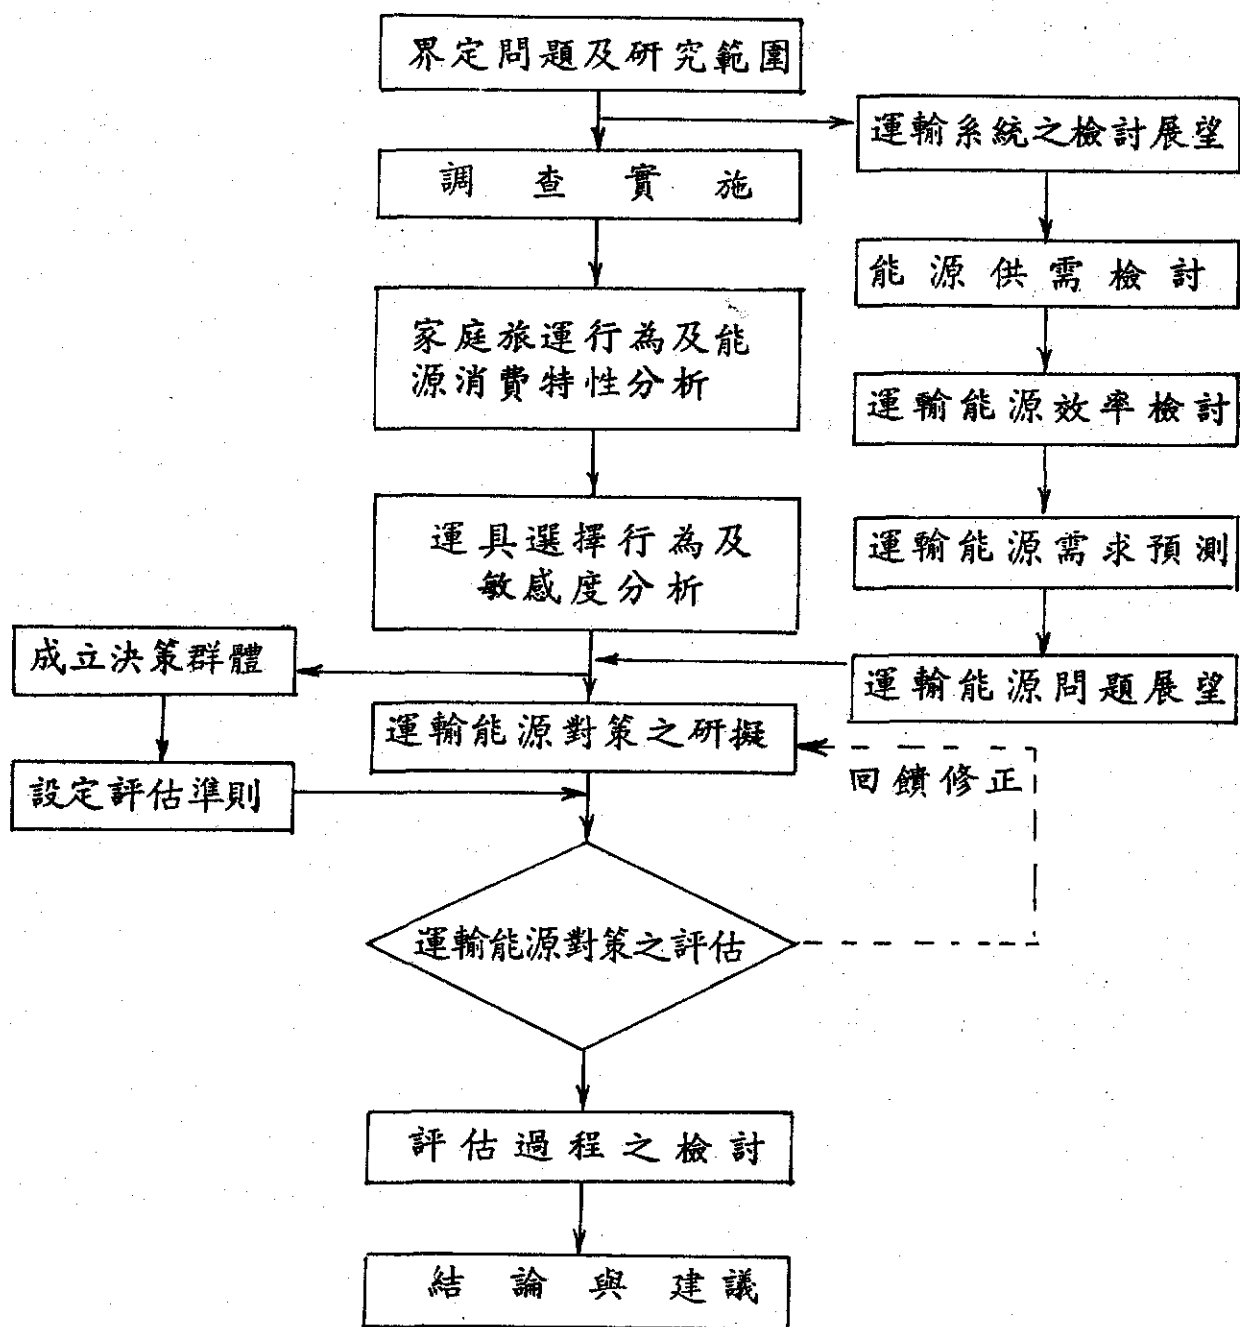 界定問題及研究範圍
運輸系統之檢討展望
調查實施
能源供需檢討
家庭旅運行為及能
源消費特性分析
運輸能源效率檢討
運具選擇行為及
敏感度分析
運輸能源需求預測
成立決策群體
運輸能源問題展望
運輸能源對策之研擬
設定評估準則
回饋修正
運輸能源對策之評估
評估過程之檢討
結論與建議